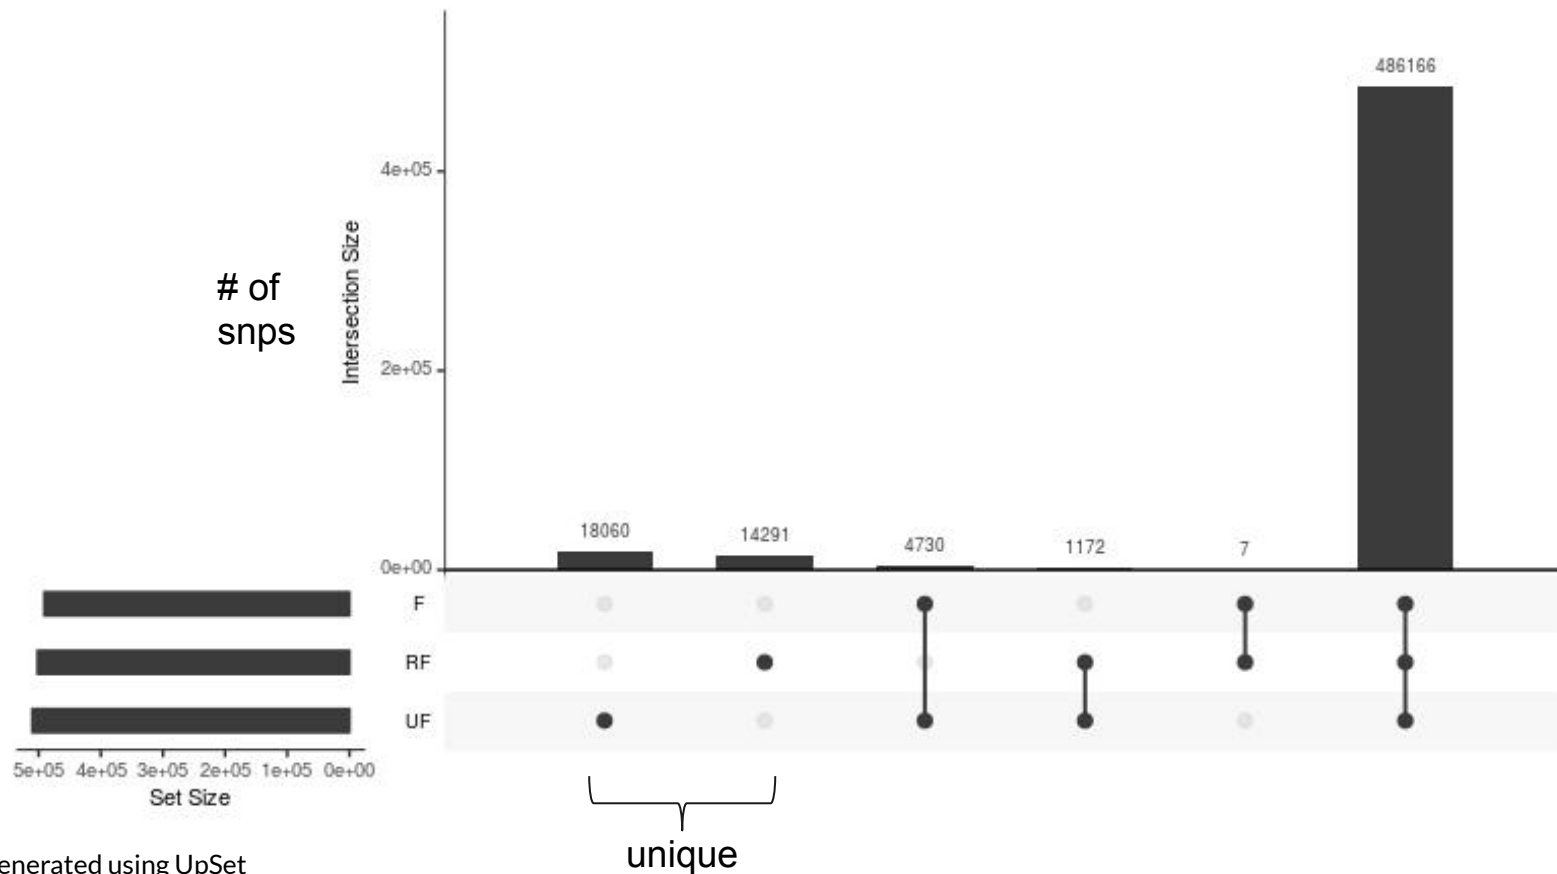 486166
4e+05
Intersection Size
# of
snps
2e+05
18060
14291
4730
1172
7
0e+00
F
RF
UF
5e+05 4e+05 3e+05 2e+05 1e+05 0e+00
Set Size
unique
enerated using UpSet